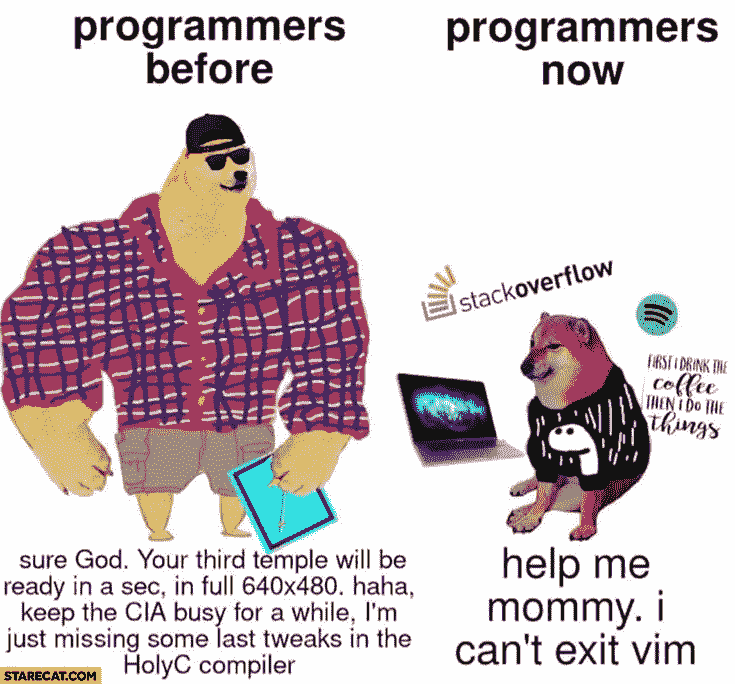 programmers
before
programmers
now
stackoverflow
FIRST I DRINK THE
coffee
THEN I DO THE
things
sure God. Your third temple will be
ready in a sec, in full 640x480. haha,
keep the CIA busy for a while, I'm
just missing some last tweaks in the
HolyC compiler
help me
mommy. i
can't exit vim
STARECAT.COM